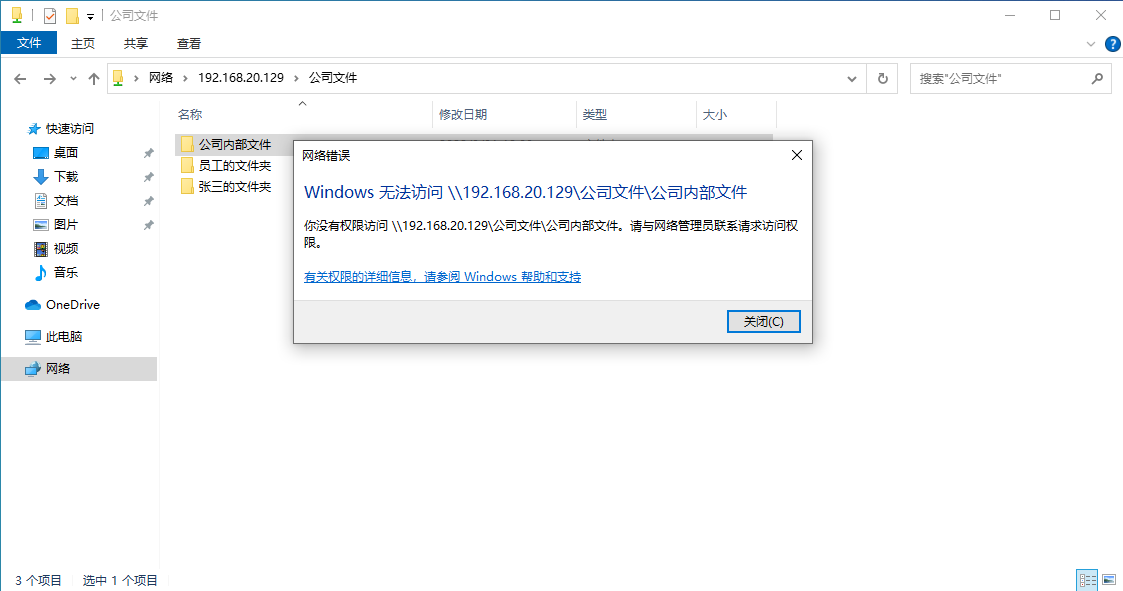 公司文件
文件 主页 共享 查看
网络 192.168.20.129 公司文件 搜索"公司文件"
名称 修改日期 类型 大小
快速访问
桌面
下载
文档
图片
视频
音乐
OneDrive
此电脑
网络
公司内部文件
员工的文件夹
张三的文件夹
网络错误
Windows 无法访问 \\192.168.20.129\公司文件\公司内部文件
你没有权限访问 \\192.168.20.129\公司文件\公司内部文件。请与网络管理员联系请求访问权
限。
有关权限的详细信息，请参阅 Windows 帮助和支持
关闭(C)
3 个项目 选中 1 个项目